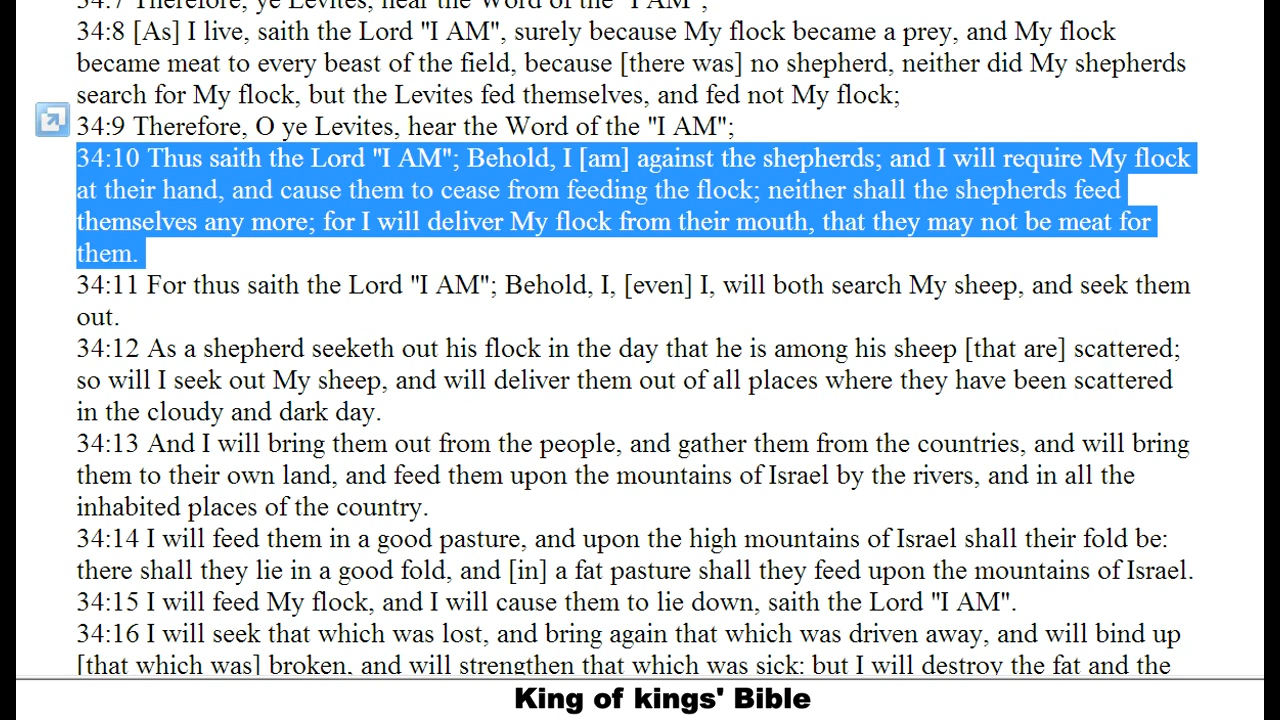 34:7 Therefore, ye Levites, hear the Word of the "I AM";
34:8 [As] I live, saith the Lord "I AM", surely because My flock became a prey, and My flock
became meat to every beast of the field, because [there was] no shepherd, neither did My shepherds
search for My flock, but the Levites fed themselves, and fed not My flock;
34:9 Therefore, O ye Levites, hear the Word of the "I AM";
34:10 Thus saith the Lord "I AM"; Behold, I [am] against the shepherds; and I will require My flock
at their hand, and cause them to cease from feeding the flock; neither shall the shepherds feed
themselves any more; for I will deliver My flock from their mouth, that they may not be meat for
them.
34:11 For thus saith the Lord "I AM"; Behold, I, [even] I, will both search My sheep, and seek them
out.
34:12 As a shepherd seeketh out his flock in the day that he is among his sheep [that are] scattered;
so will I seek out My sheep, and will deliver them out of all places where they have been scattered
in the cloudy and dark day.
34:13 And I will bring them out from the people, and gather them from the countries, and will bring
them to their own land, and feed them upon the mountains of Israel by the rivers, and in all the
inhabited places of the country.
34:14 I will feed them in a good pasture, and upon the high mountains of Israel shall their fold be:
there shall they lie in a good fold, and [in] a fat pasture shall they feed upon the mountains of Israel.
34:15 I will feed My flock, and I will cause them to lie down, saith the Lord "I AM".
34:16 I will seek that which was lost, and bring again that which was driven away, and will bind up
[that which was] broken, and will strengthen that which was sick: but I will destroy the fat and the
King of kings' Bible